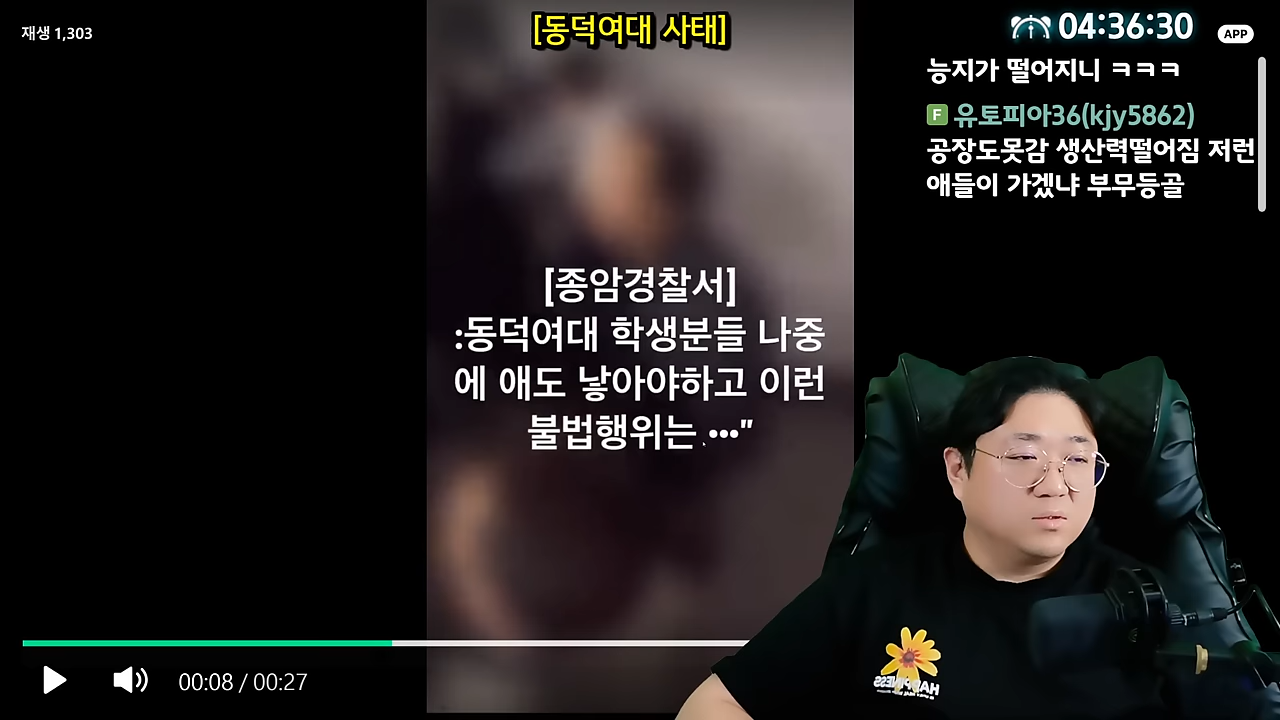 재생 1,303
[동덕여대 사태]
04:36:30
APP
능지가 떨어지니 ㅋㅋㅋ
F 유토피아36(kjy5862)
공장도못감 생산력떨어짐 저런
애들이 가겠냐 부무등골
[종암경찰서]
:동덕여대 학생분들 나중
에 애도 낳아야하고 이런
불법행위는 •••"
HAPPINESS
00:08 / 00:27